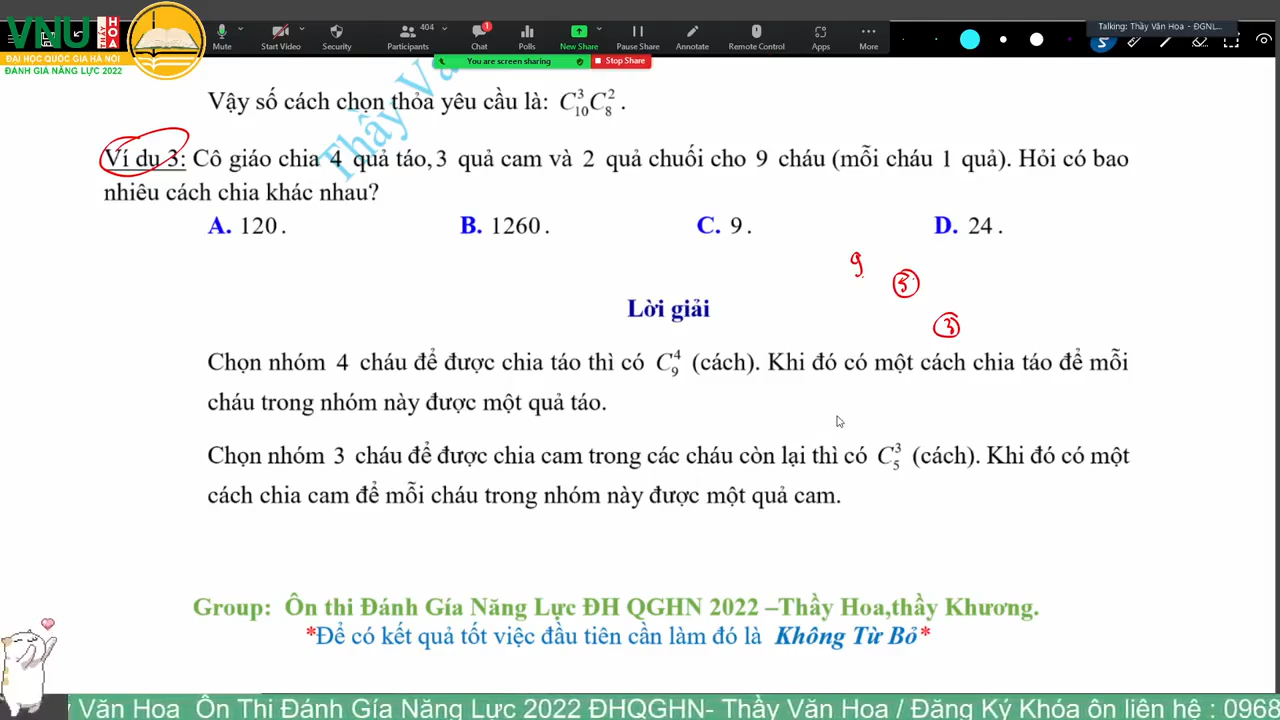 VNU HOA
ĐẠI HỌC QUỐC GIA HÀ NỘI
ĐÁNH GIÁ NĂNG LỰC 2022
Mute
Start Video
Security
Participants 404
Chat 1
Polls
New Share
Pause Share
Annotate
Remote Control
Apps
More
Talking: Thầy Văn Hoa - ĐGNL...
You are screen sharing
Stop Share
Thầy Vă
Vậy số cách chọn thỏa yêu cầu là: C₁₀³C₈².
Ví dụ 3: Cô giáo chia 4 quả táo, 3 quả cam và 2 quả chuối cho 9 cháu (mỗi cháu 1 quả). Hỏi có bao
nhiêu cách chia khác nhau?
A. 120. B. 1260. C. 9. D. 24.
9
Lời giải
Chọn nhóm 4 cháu để được chia táo thì có C₉⁴ (cách). Khi đó có một cách chia táo để mỗi
cháu trong nhóm này được một quả táo.
Chọn nhóm 3 cháu để được chia cam trong các cháu còn lại thì có C₅³ (cách). Khi đó có một
cách chia cam để mỗi cháu trong nhóm này được một quả cam.
Group: Ôn thi Đánh Gía Năng Lực ĐH QGHN 2022 –Thầy Hoa,thầy Khương.
*Để có kết quả tốt việc đầu tiên cần làm đó là Không Từ Bỏ*
Văn Hoa Ôn Thi Đánh Gía Năng Lực 2022 ĐHQGHN- Thầy Văn Hoa / Đăng Ký Khóa ôn liên hệ : 0968